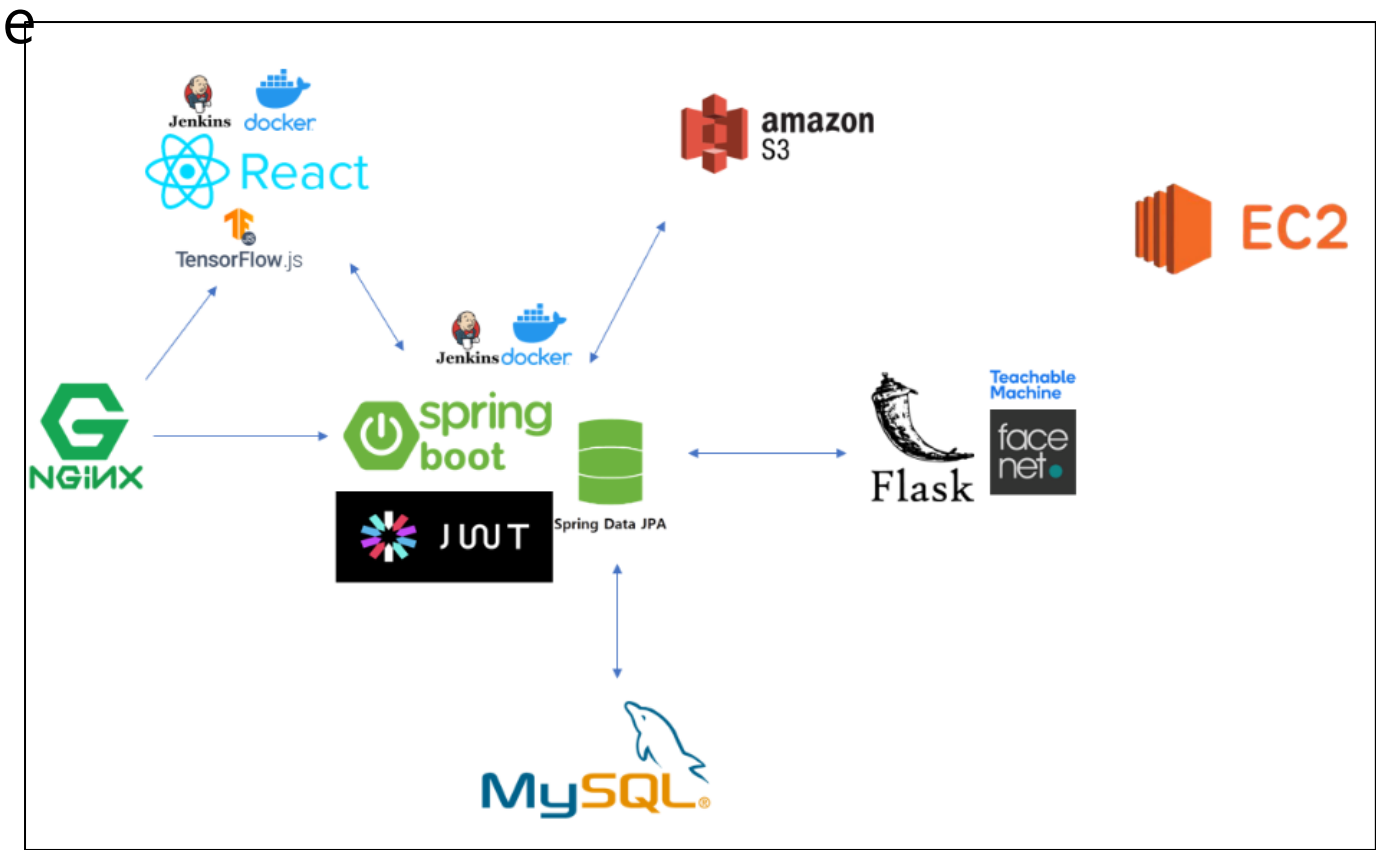 e
Jenkins docker
React
TensorFlow.js
JS
amazon
S3
EC2
Jenkins docker
NGiNX
spring
boot
JWT
Spring Data JPA
Flask
Teachable
Machine
face
net.
MySQL®